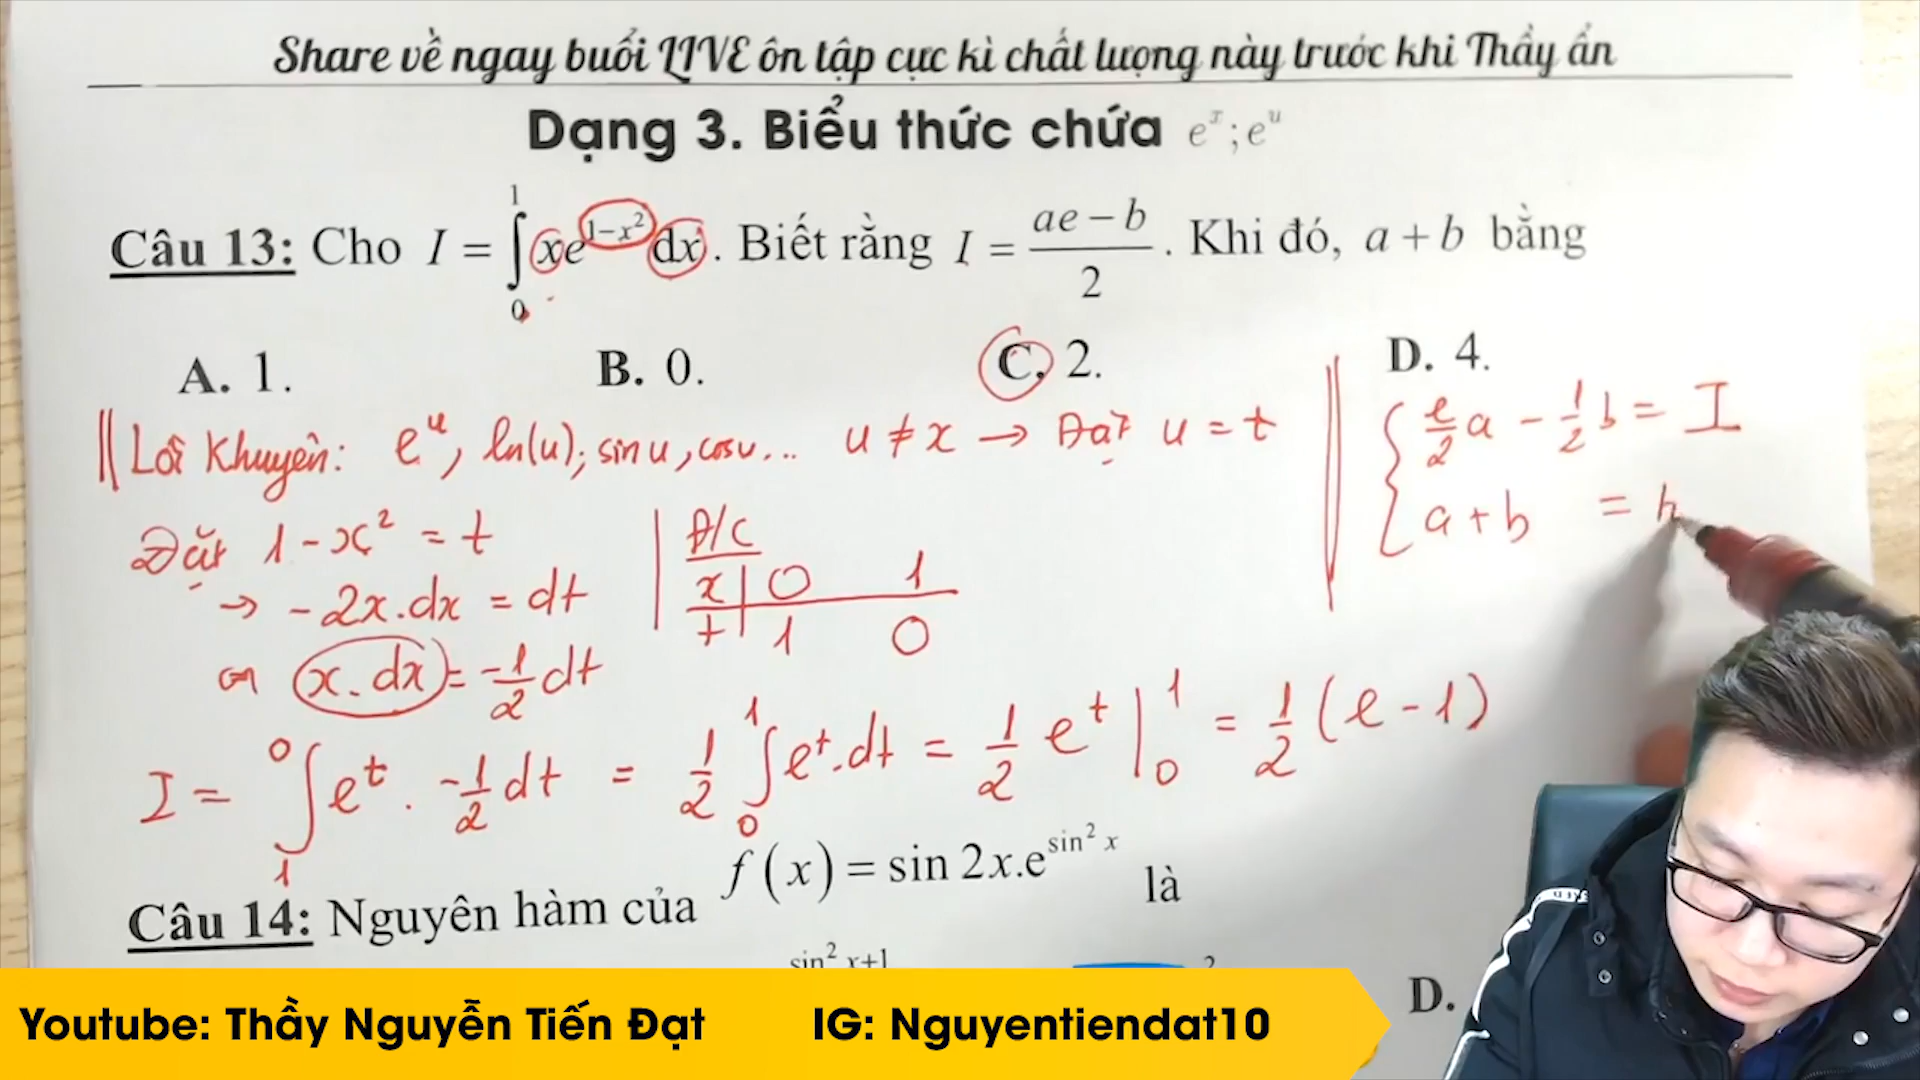 Share về ngay buổi LIVE ôn tập cực kì chất lượng này trước khi Thầy ẩn
Dạng 3. Biểu thức chứa e^x ; e^u
Câu 13: Cho I = ∫₀¹ xe^{1-x²}dx. Biết rằng I = (ae − b)/2. Khi đó, a + b bằng
A. 1. B. 0. C. 2. D. 4.
Lời khuyên: e^u, ln(u); sin u, cos u... u ≠ x → Đặt u = t
e/2 a − 1/2 b = I
a + b =
Đặt 1 - x² = t
→ -2x.dx = dt
x.dx = -1/2 dt
Đ/C
x | 0 1
t | 1 0
I = ∫₁⁰ e^t . -1/2 dt = 1/2 ∫₀¹ e^t.dt = 1/2 e^t |₀¹ = 1/2 (e - 1)
Câu 14: Nguyên hàm của f(x) = sin 2x.e^{sin² x} là
sin² x+1
D.
Youtube: Thầy Nguyễn Tiến Đạt IG: Nguyentiendat10